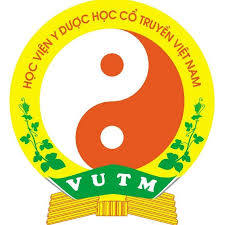 HỌC VIỆN Y DƯỢC HỌC CỔ TRUYỀN VIỆT NAM
VUTM